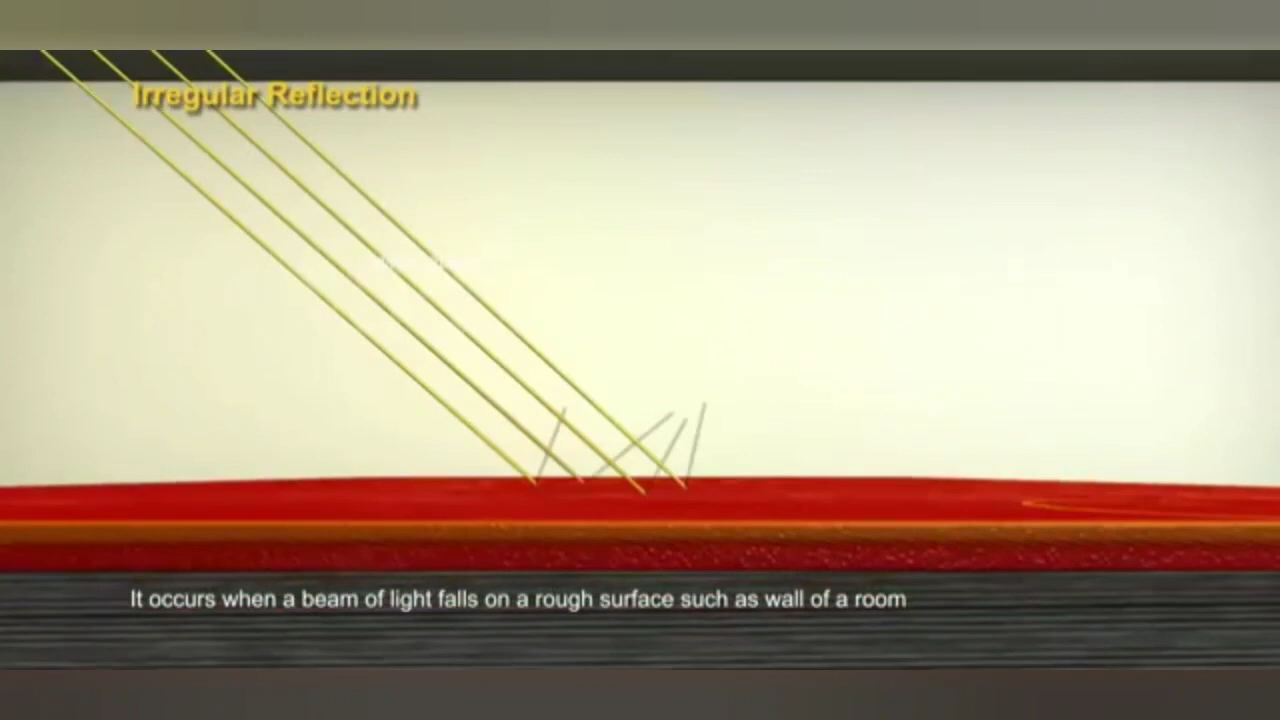 Irregular Reflection
It occurs when a beam of light falls on a rough surface such as wall of a room